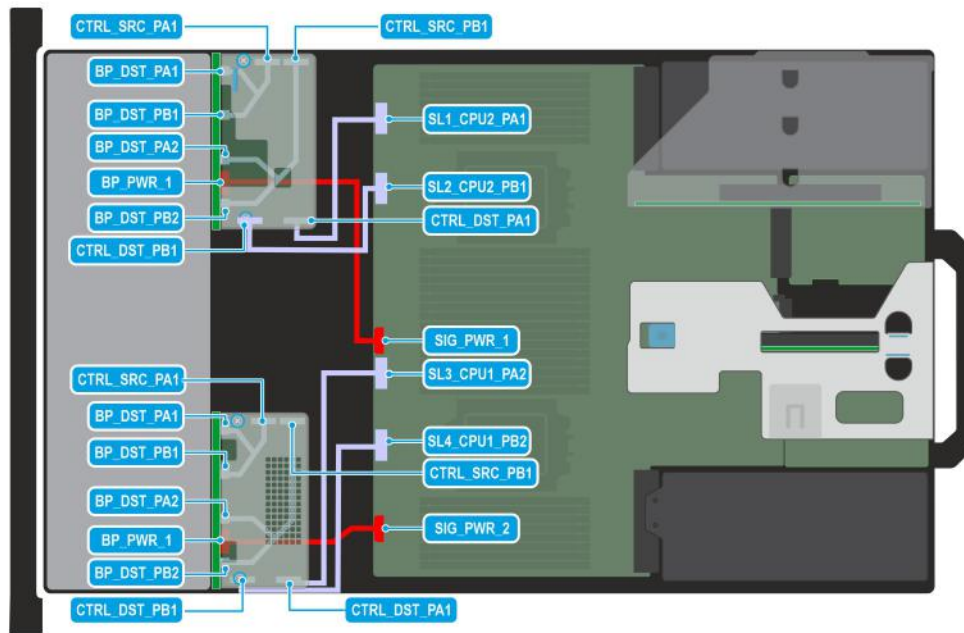 CTRL_SRC_PA1
CTRL_SRC_PB1
BP_DST_PA1
BP_DST_PB1
SL1_CPU2_PA1
BP_DST_PA2
BP_PWR_1
SL2_CPU2_PB1
BP_DST_PB2
CTRL_DST_PA1
CTRL_DST_PB1
SIG_PWR_1
SL3_CPU1_PA2
CTRL_SRC_PA1
BP_DST_PA1
SL4_CPU1_PB2
BP_DST_PB1
CTRL_SRC_PB1
BP_DST_PA2
SIG_PWR_2
BP_PWR_1
BP_DST_PB2
CTRL_DST_PB1
CTRL_DST_PA1